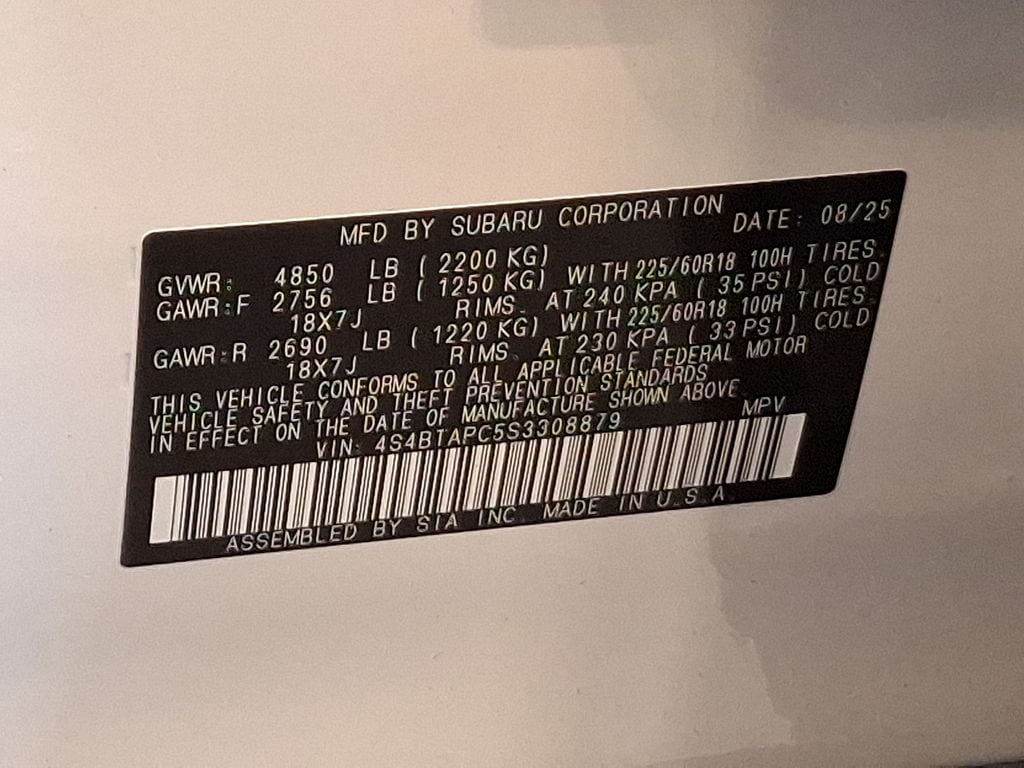 MFD BY SUBARU CORPORATION DATE: 08/25
GVWR: 4850 LB ( 2200 KG)
GAWR:F 2756 LB ( 1250 KG) WITH 225/60R18 100H TIRES.
18X7J RIMS. AT 240 KPA ( 35 PSI) COLD
GAWR:R 2690 LB ( 1220 KG) WITH 225/60R18 100H TIRES.
18X7J RIMS. AT 230 KPA ( 33 PSI) COLD
THIS VEHICLE CONFORMS TO ALL APPLICABLE FEDERAL MOTOR
VEHICLE SAFETY AND THEFT PREVENTION STANDARDS
IN EFFECT ON THE DATE OF MANUFACTURE SHOWN ABOVE.
VIN: 4S4BTAPC5S3308879 MPV
ASSEMBLED BY SIA INC. MADE IN U.S.A.